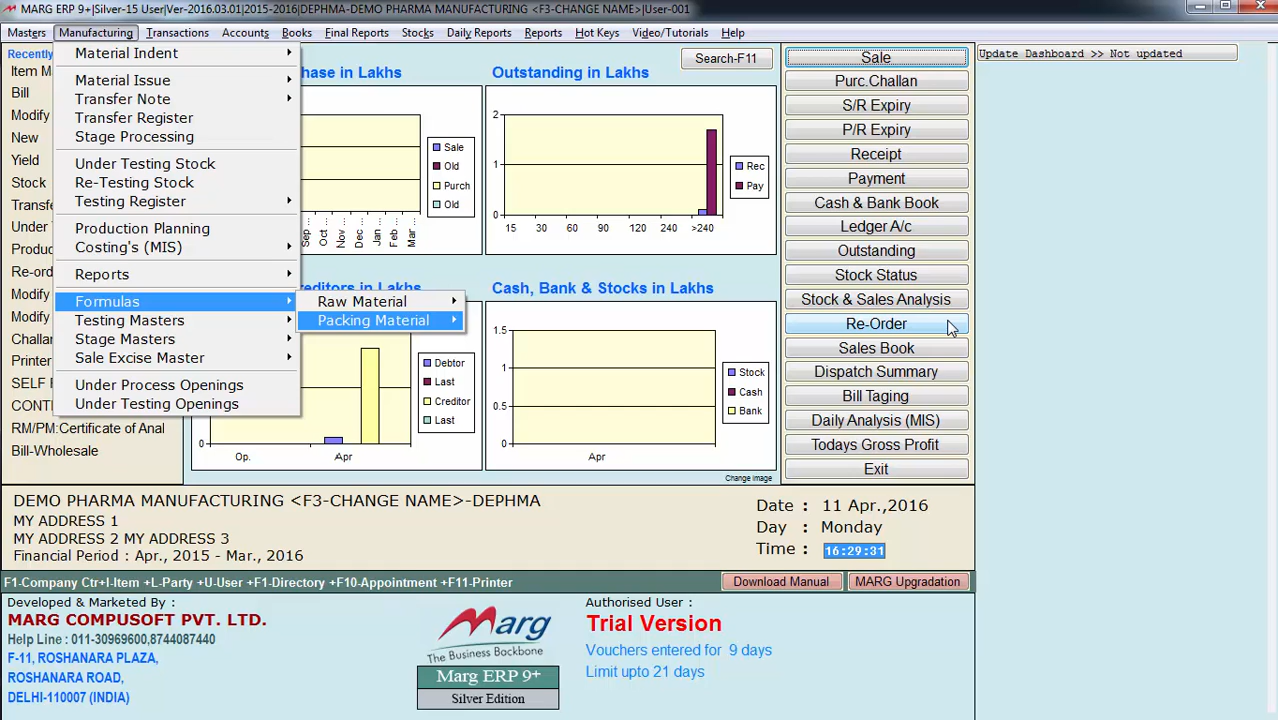 MARG ERP 9+|Silver-15 User|Ver-2016.03.01|2015-2016|DEPHMA-DEMO PHARMA MANUFACTURING <F3-CHANGE NAME>|User-001
Masters Manufacturing Transactions Accounts Books Final Reports Stocks Daily Reports Reports Hot Keys Video/Tutorials Help
Recently
Item M
Bill
Modify
New
Yield
Stock
Transfe
Under
Produc
Re-ord
Modify
Modify
Challar
Printer
SELF
CONT
RM/PM:Certificate of Anal
Bill-Wholesale
Material Indent
Material Issue
Transfer Note
Transfer Register
Stage Processing
Under Testing Stock
Re-Testing Stock
Testing Register
Production Planning
Costing's (MIS)
Reports
Formulas
Testing Masters
Stage Masters
Sale Excise Master
Under Process Openings
Under Testing Openings
Raw Material
Packing Material
hase in Lakhs
Sale
Old
Purch
Old
Sep ... Oct ... Nov ... Dec ... Jan ... Feb ... Mar ...
Outstanding in Lakhs
Search-F11
2
1
0
15 30 60 90 120 240 >240
Rec
Pay
reditors in Lakhs
Debtor
Last
Creditor
Last
0
Op. Apr
Cash, Bank & Stocks in Lakhs
1.5
1
0.5
0
Apr
Stock
Cash
Bank
Change image
Sale
Purc.Challan
S/R Expiry
P/R Expiry
Receipt
Payment
Cash & Bank Book
Ledger A/c
Outstanding
Stock Status
Stock & Sales Analysis
Re-Order
Sales Book
Dispatch Summary
Bill Taging
Daily Analysis (MIS)
Todays Gross Profit
Exit
Update Dashboard >> Not updated
DEMO PHARMA MANUFACTURING <F3-CHANGE NAME>-DEPHMA
MY ADDRESS 1
MY ADDRESS 2 MY ADDRESS 3
Financial Period : Apr., 2015 - Mar., 2016
Date : 11 Apr.,2016
Day : Monday
Time : 16:29:31
F1-Company Ctr+I-Item +L-Party +U-User +F1-Directory +F10-Appointment +F11-Printer
Download Manual
MARG Upgradation
Developed & Marketed By :
MARG COMPUSOFT PVT. LTD.
Help Line : 011-30969600,8744087440
F-11, ROSHANARA PLAZA,
ROSHANARA ROAD,
DELHI-110007 (INDIA)
Marg
The Business Backbone
Marg ERP 9+
Silver Edition
Authorised User :
Trial Version
Vouchers entered for 9 days
Limit upto 21 days